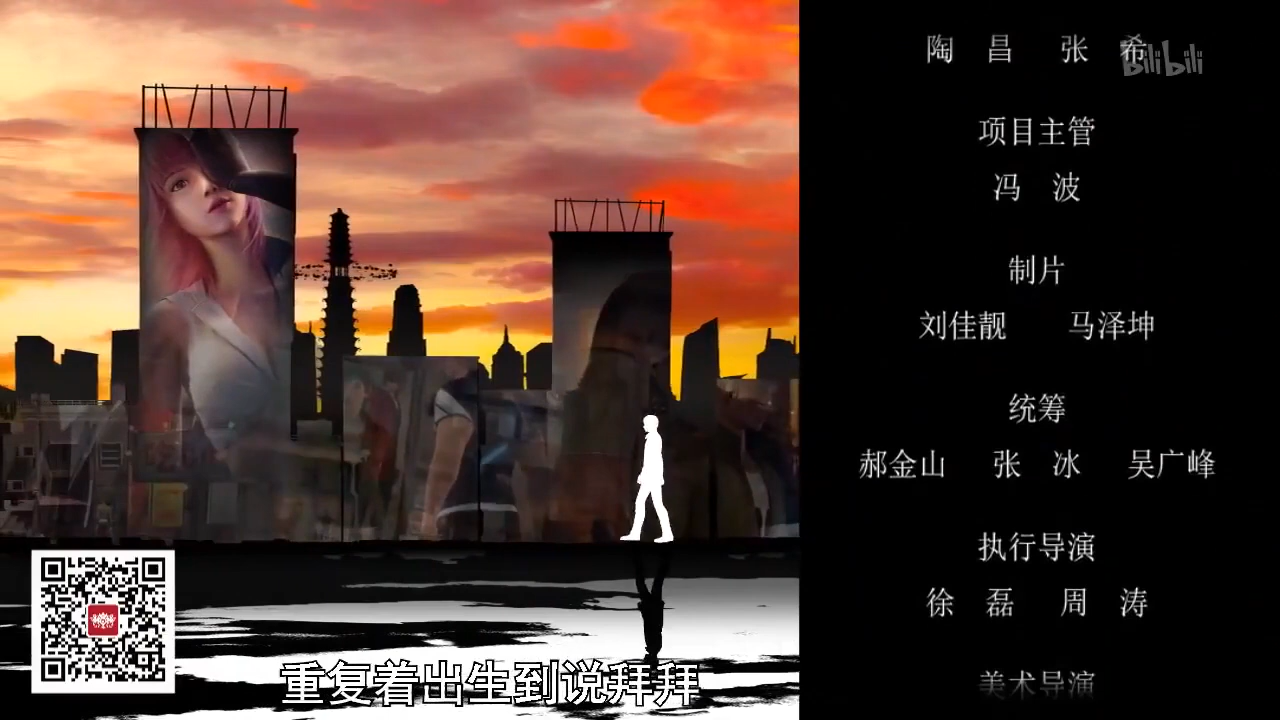 陶 昌 张 希
bilibili
项目主管
冯 波
制片
刘佳靓 马泽坤
统筹
郝金山 张 冰 吴广峰
执行导演
徐 磊 周 涛
美术导演
重复着出生到说拜拜